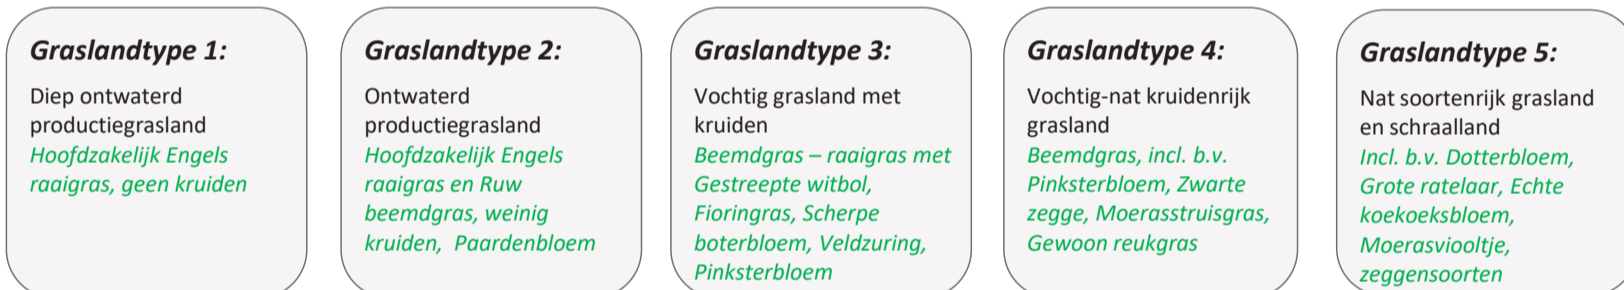 Graslandtype 1:
Diep ontwaterd
productiegrasland
Hoofdzakelijk Engels
raaigras, geen kruiden
Graslandtype 2:
Ontwaterd
productiegrasland
Hoofdzakelijk Engels
raaigras en Ruw
beemdgras, weinig
kruiden, Paardenbloem
Graslandtype 3:
Vochtig grasland met
kruiden
Beemdgras – raaigras met
Gestreepte witbol,
Fioringras, Scherpe
boterbloem, Veldzuring,
Pinksterbloem
Graslandtype 4:
Vochtig-nat kruidenrijk
grasland
Beemdgras, incl. b.v.
Pinksterbloem, Zwarte
zegge, Moerasstruisgras,
Gewoon reukgras
Graslandtype 5:
Nat soortenrijk grasland
en schraalland
Incl. b.v. Dotterbloem,
Grote ratelaar, Echte
koekoeksbloem,
Moerasviooltje,
zeggensoorten